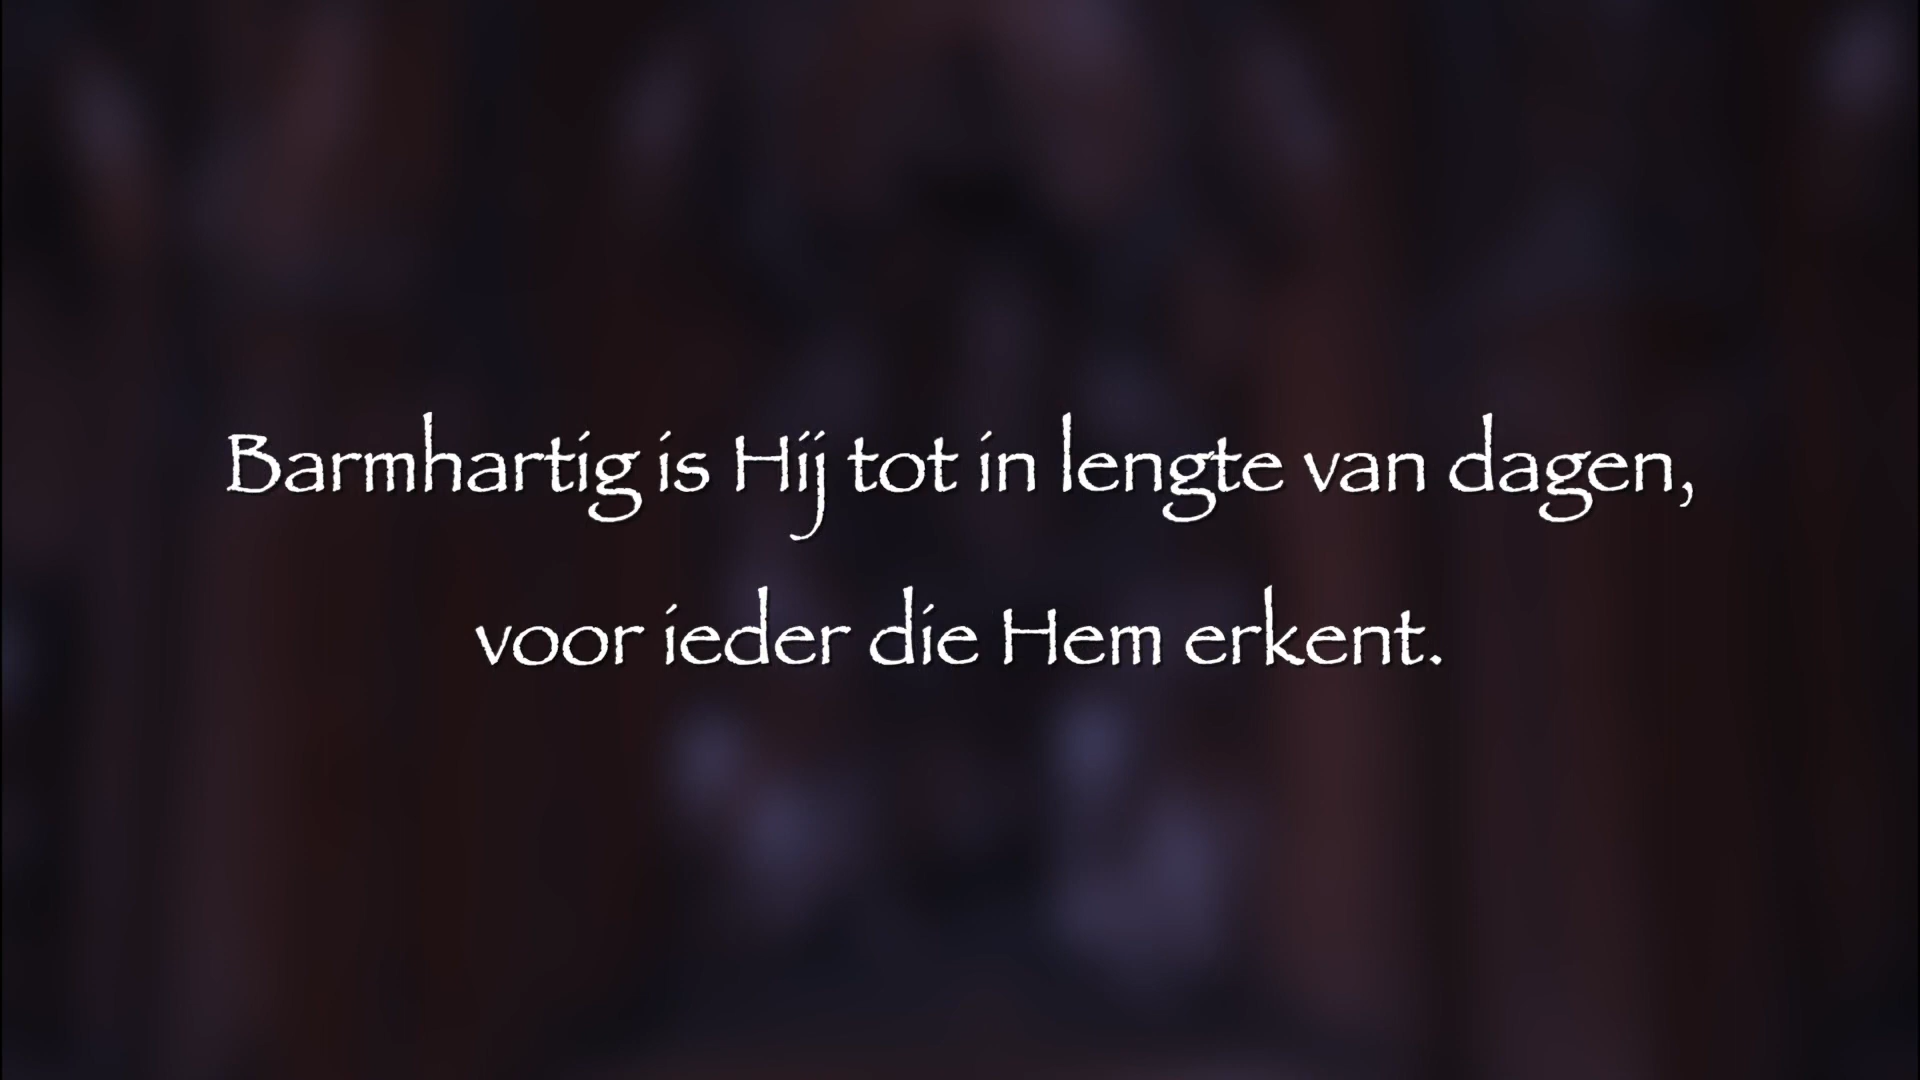 Barmhartig is Hij tot in lengte van dagen,
voor ieder die Hem erkent.